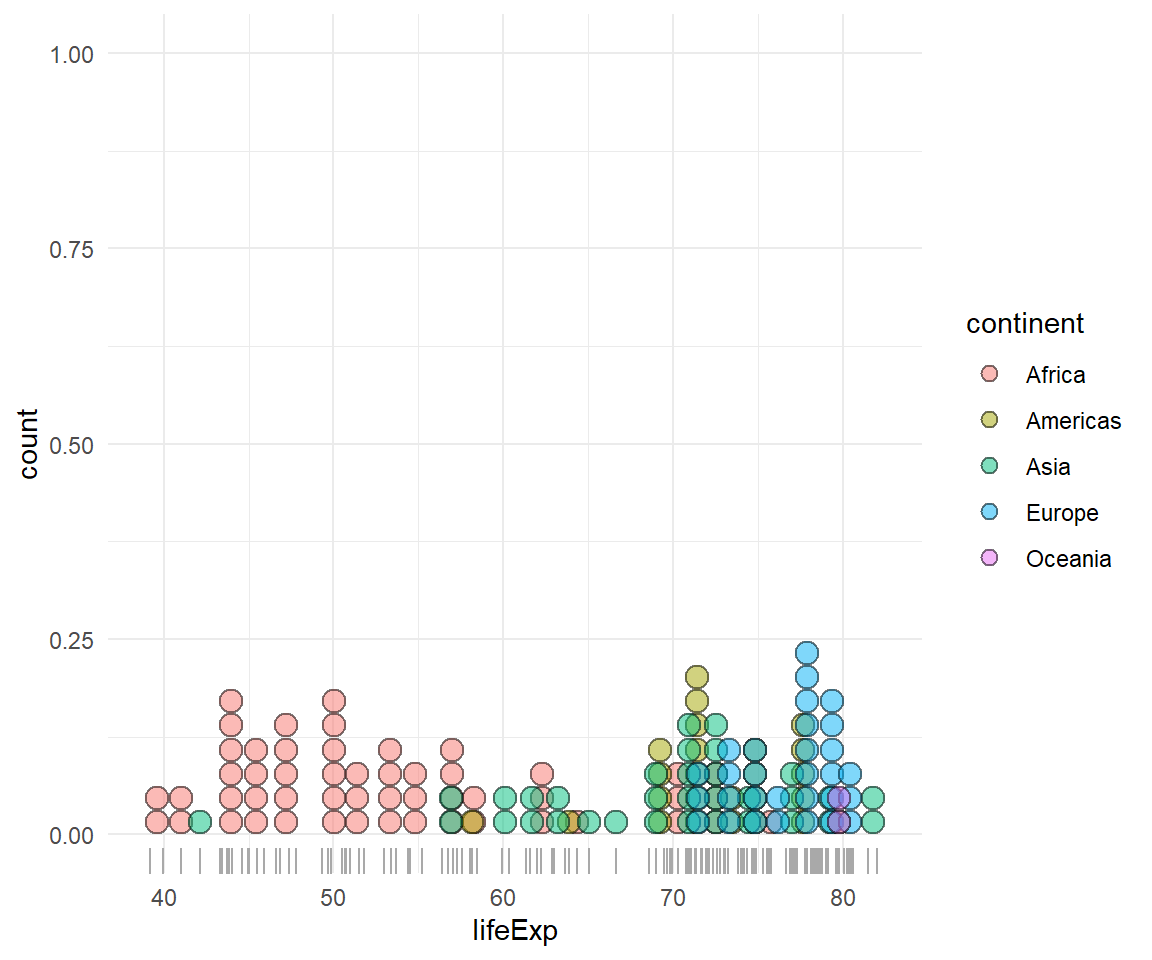 1.00
0.75
0.50
0.25
0.00
count
40 50 60 70 80
lifeExp
continent
Africa
Americas
Asia
Europe
Oceania